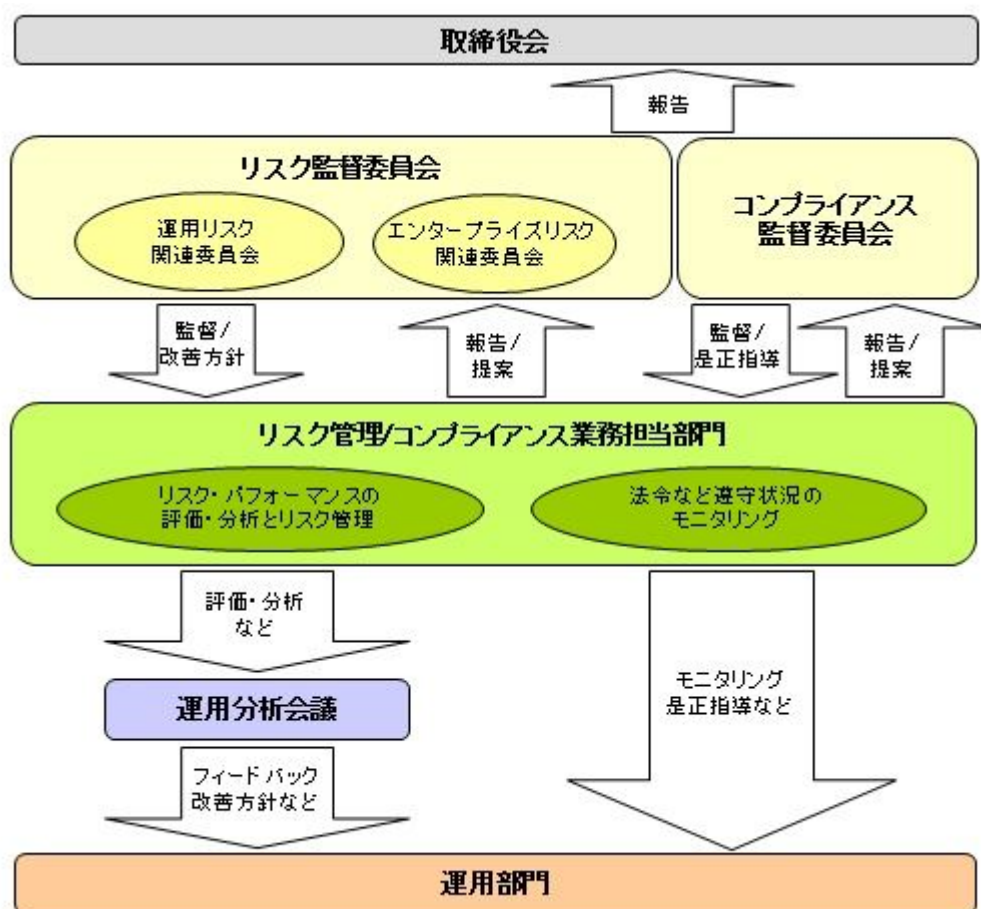 取締役会
報告
リスク監督委員会
運用リスク
関連委員会
エンタープライズリスク
関連委員会
コンプライアンス
監督委員会
監督/
改善方針
報告/
提案
監督/
是正指導
報告/
提案
リスク管理/コンプライアンス業務担当部門
リスク・パフォーマンスの
評価・分析とリスク管理
法令など遵守状況の
モニタリング
評価・分析
など
運用分析会議
モニタリング
是正指導など
フィードバック
改善方針など
運用部門